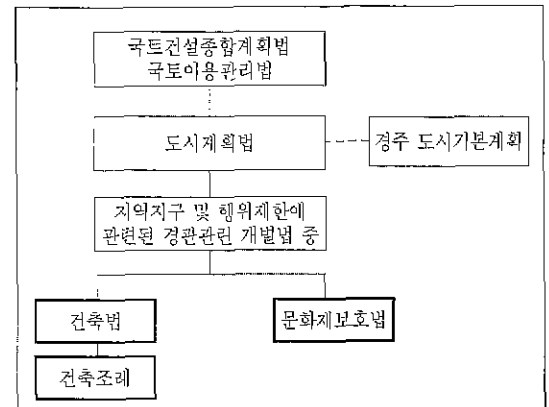 국토건설종합계획법
국토이용관리법
도시계획법
경주 도시기본계획
지역지구 및 행위제한에
관련된 경관관련 개별법 중
건축법
문화재보호법
건축조례